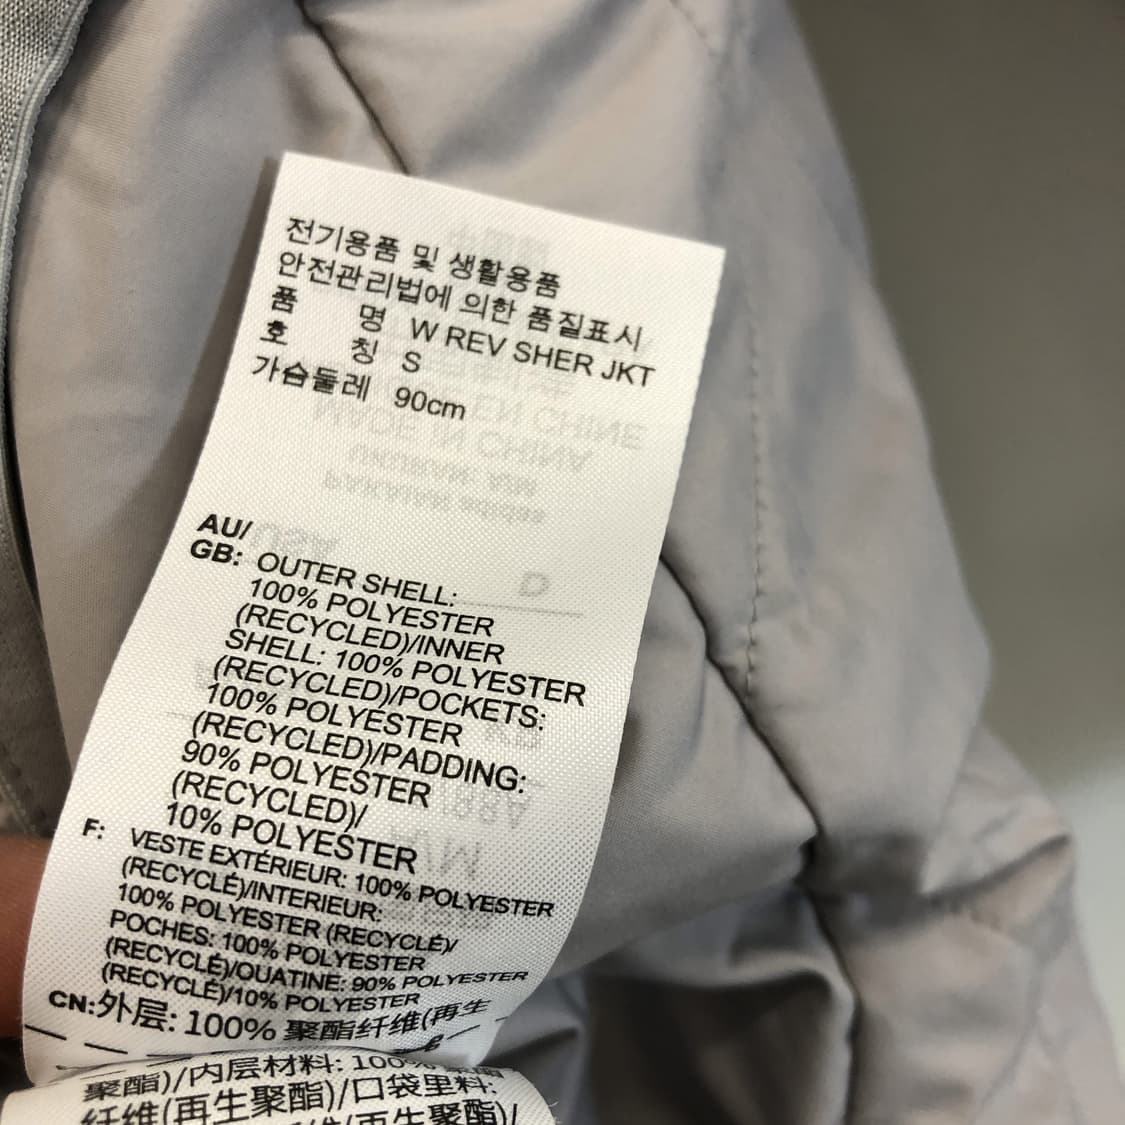 전기용품 및 생활용품
안전관리법에 의한 품질표시
품 명 W REV SHER JKT
호 칭 S
가슴둘레 90cm
AU/
GB: OUTER SHELL:
100% POLYESTER
(RECYCLED)/INNER
SHELL: 100% POLYESTER
(RECYCLED)/POCKETS:
100% POLYESTER
(RECYCLED)/PADDING:
90% POLYESTER
(RECYCLED)/
10% POLYESTER
F: VESTE EXTÉRIEUR: 100% POLYESTER
(RECYCLÉ)/INTERIEUR:
100% POLYESTER (RECYCLÉ)/
POCHES: 100% POLYESTER
(RECYCLÉ)/OUATINE: 90% POLYESTER
(RECYCLÉ)/10% POLYESTER
CN:外层: 100% 聚酯纤维(再生
聚酯)/内层材料: 100%
纤维(再生聚酯)/口袋里料: